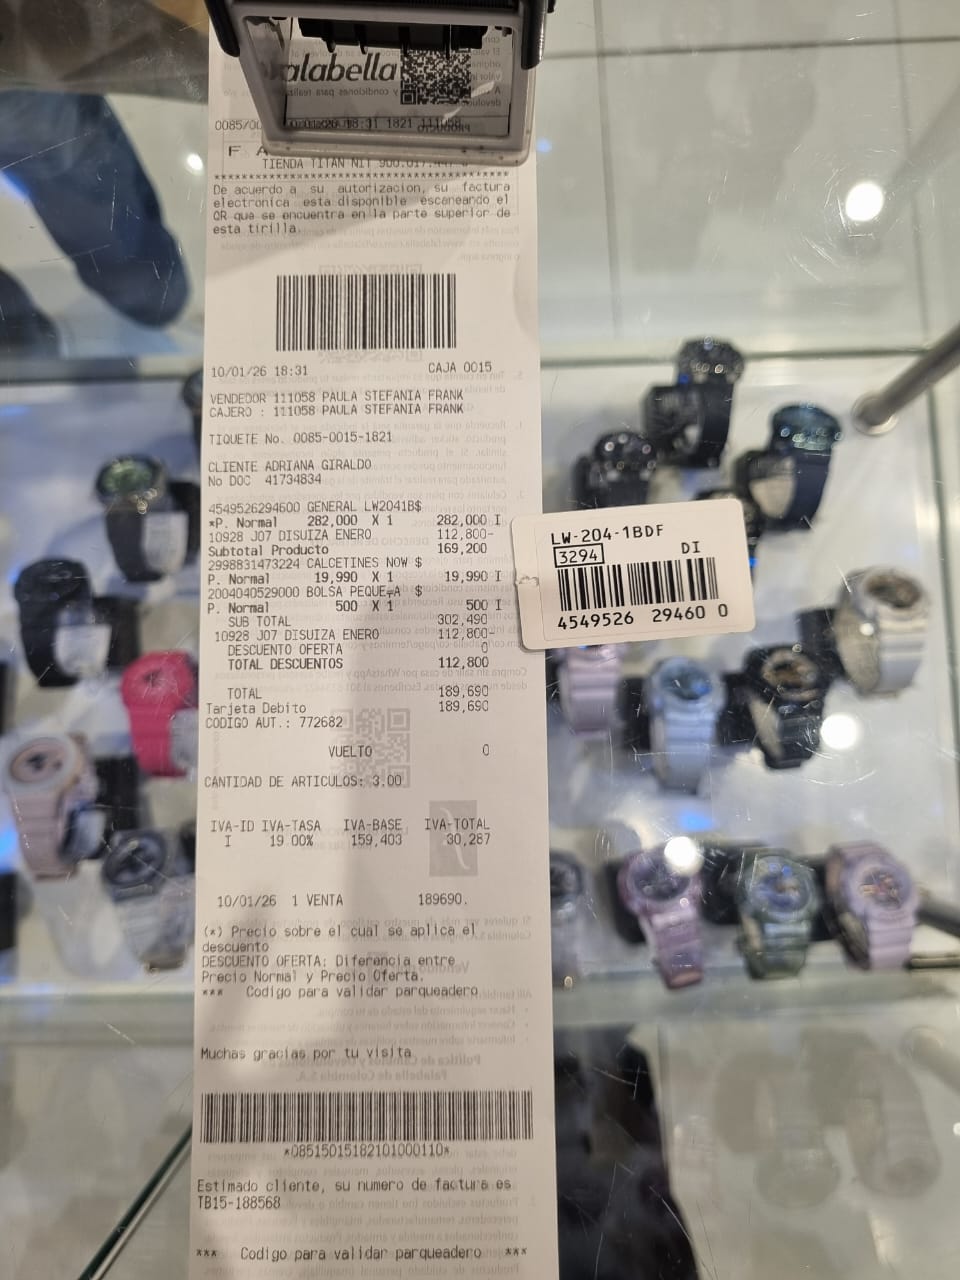 alabella
0085/00 18:31 1821 111058
F A
TIENDA TITAN NIT 900.017.447
De acuerdo a su autorizacion, su factura
electronica esta disponible escaneando el
QR que se encuentra en la parte superior de
esta tirilla.
10/01/26 18:31 CAJA 0015
VENDEDOR 111058 PAULA STEFANIA FRANK
CAJERO : 111058 PAULA STEFANIA FRANK
TIQUETE No. 0085-0015-1821
CLIENTE ADRIANA GIRALDO
No DOC 41734834
4549526294600 GENERAL LW2041B$
*P. Normal 282,000 X 1 282,000 I
10928 J07 DISUIZA ENERO 112,800-
Subtotal Producto 169,200
2998831473224 CALCETINES NOW $
P. Normal 19,990 X 1 19,990 I
2004040529000 BOLSA PEQUE¬A $
P. Normal 500 X 1 500 I
SUB TOTAL 302,490
10928 J07 DISUIZA ENERO 112,800-
DESCUENTO OFERTA 0
TOTAL DESCUENTOS 112,800
TOTAL 189,690
Tarjeta Debito 189,690
CODIGO AUT.: 772682
VUELTO 0
CANTIDAD DE ARTICULOS: 3.00
IVA-ID IVA-TASA IVA-BASE IVA-TOTAL
I 19.00% 159,403 30,287
10/01/26 1 VENTA 189690.
(*) Precio sobre el cual se aplica el
descuento
DESCUENTO OFERTA: Diferencia entre
Precio Normal y Precio Oferta.
*** Codigo para validar parqueadero
Muchas gracias por tu visita
*08515015182101000110*
Estimado cliente, su numero de factura es
TB15-188568
*** Codigo para validar parqueadero ***
LW-204-1BDF
3294 DI
4549526 29460 0